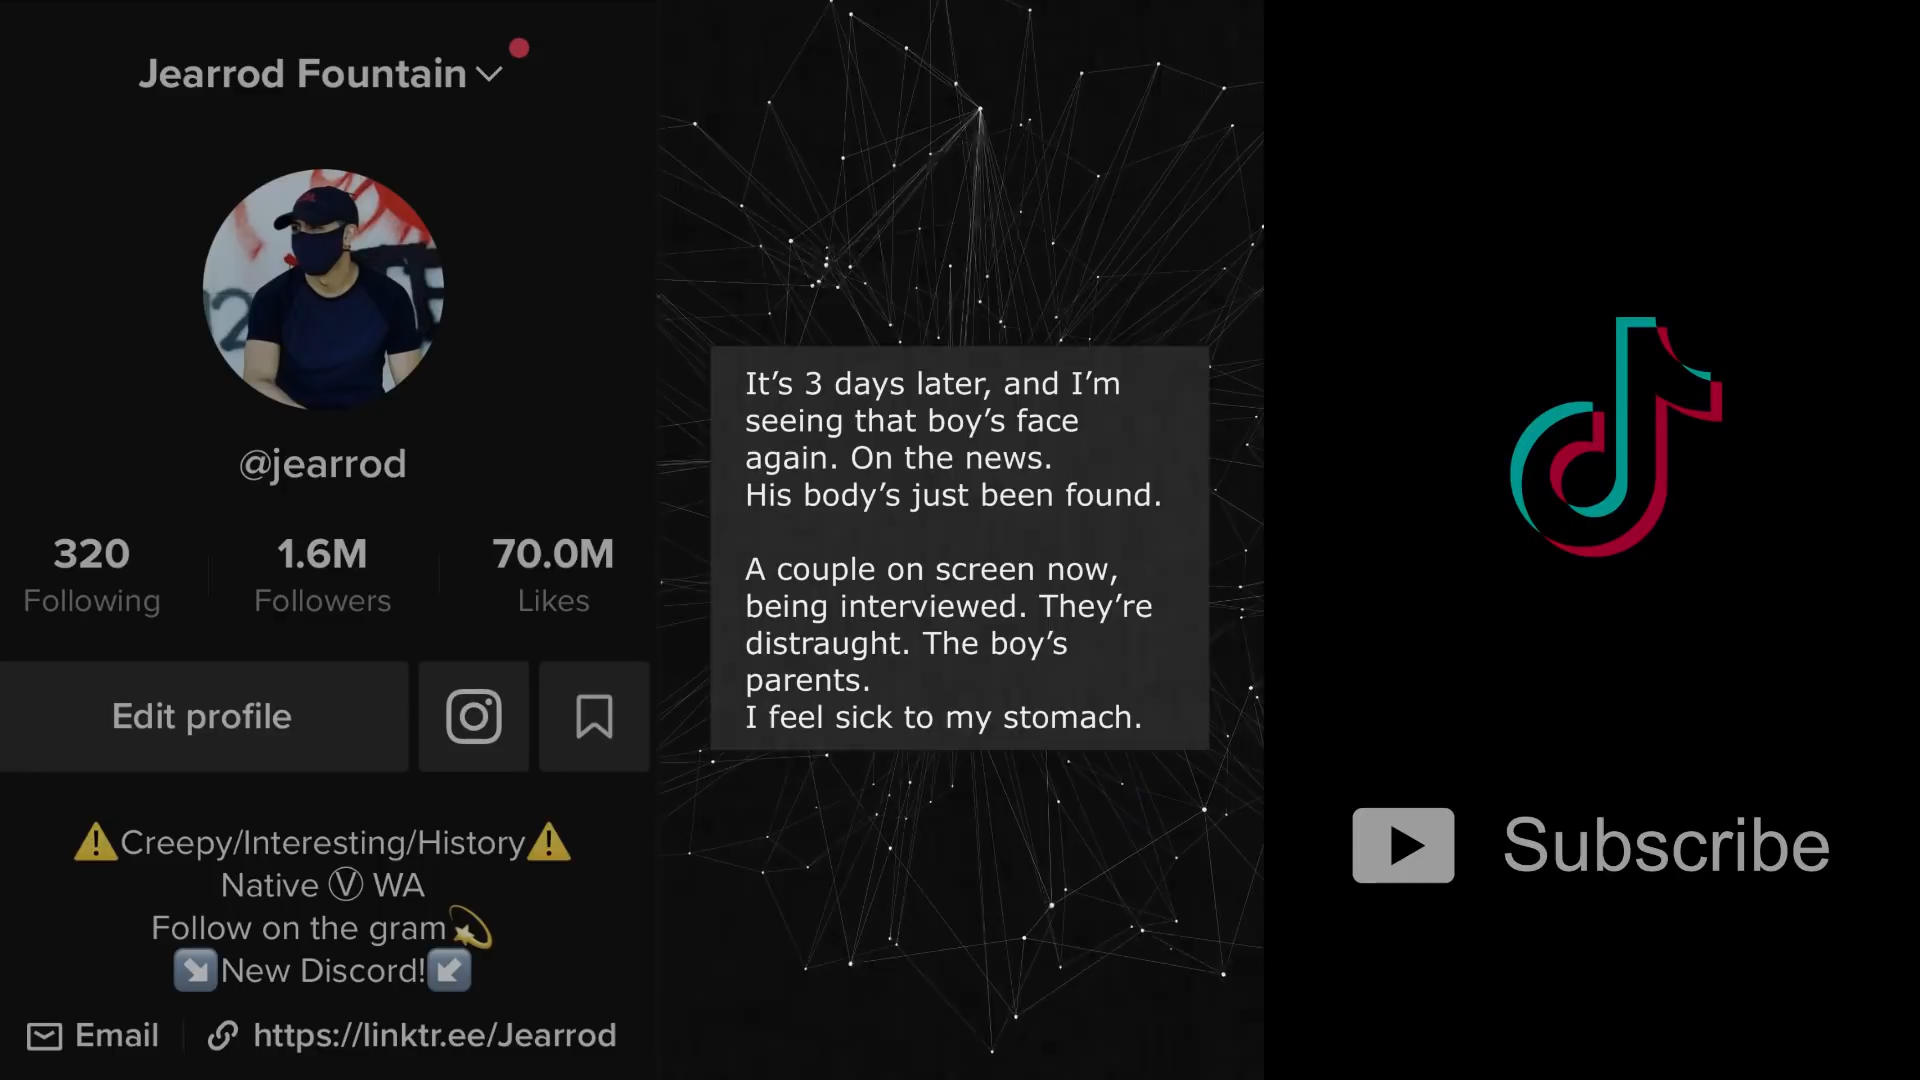 Jearrod Fountain
@jearrod
320
Following
1.6M
Followers
70.0M
Likes
Edit profile
⚠️Creepy/Interesting/History⚠️
Native Ⓥ WA
Follow on the gram💫
↘️New Discord!↙️
Email
https://linktr.ee/Jearrod
It’s 3 days later, and I’m
seeing that boy’s face
again. On the news.
His body’s just been found.
A couple on screen now,
being interviewed. They’re
distraught. The boy’s
parents.
I feel sick to my stomach.
Subscribe